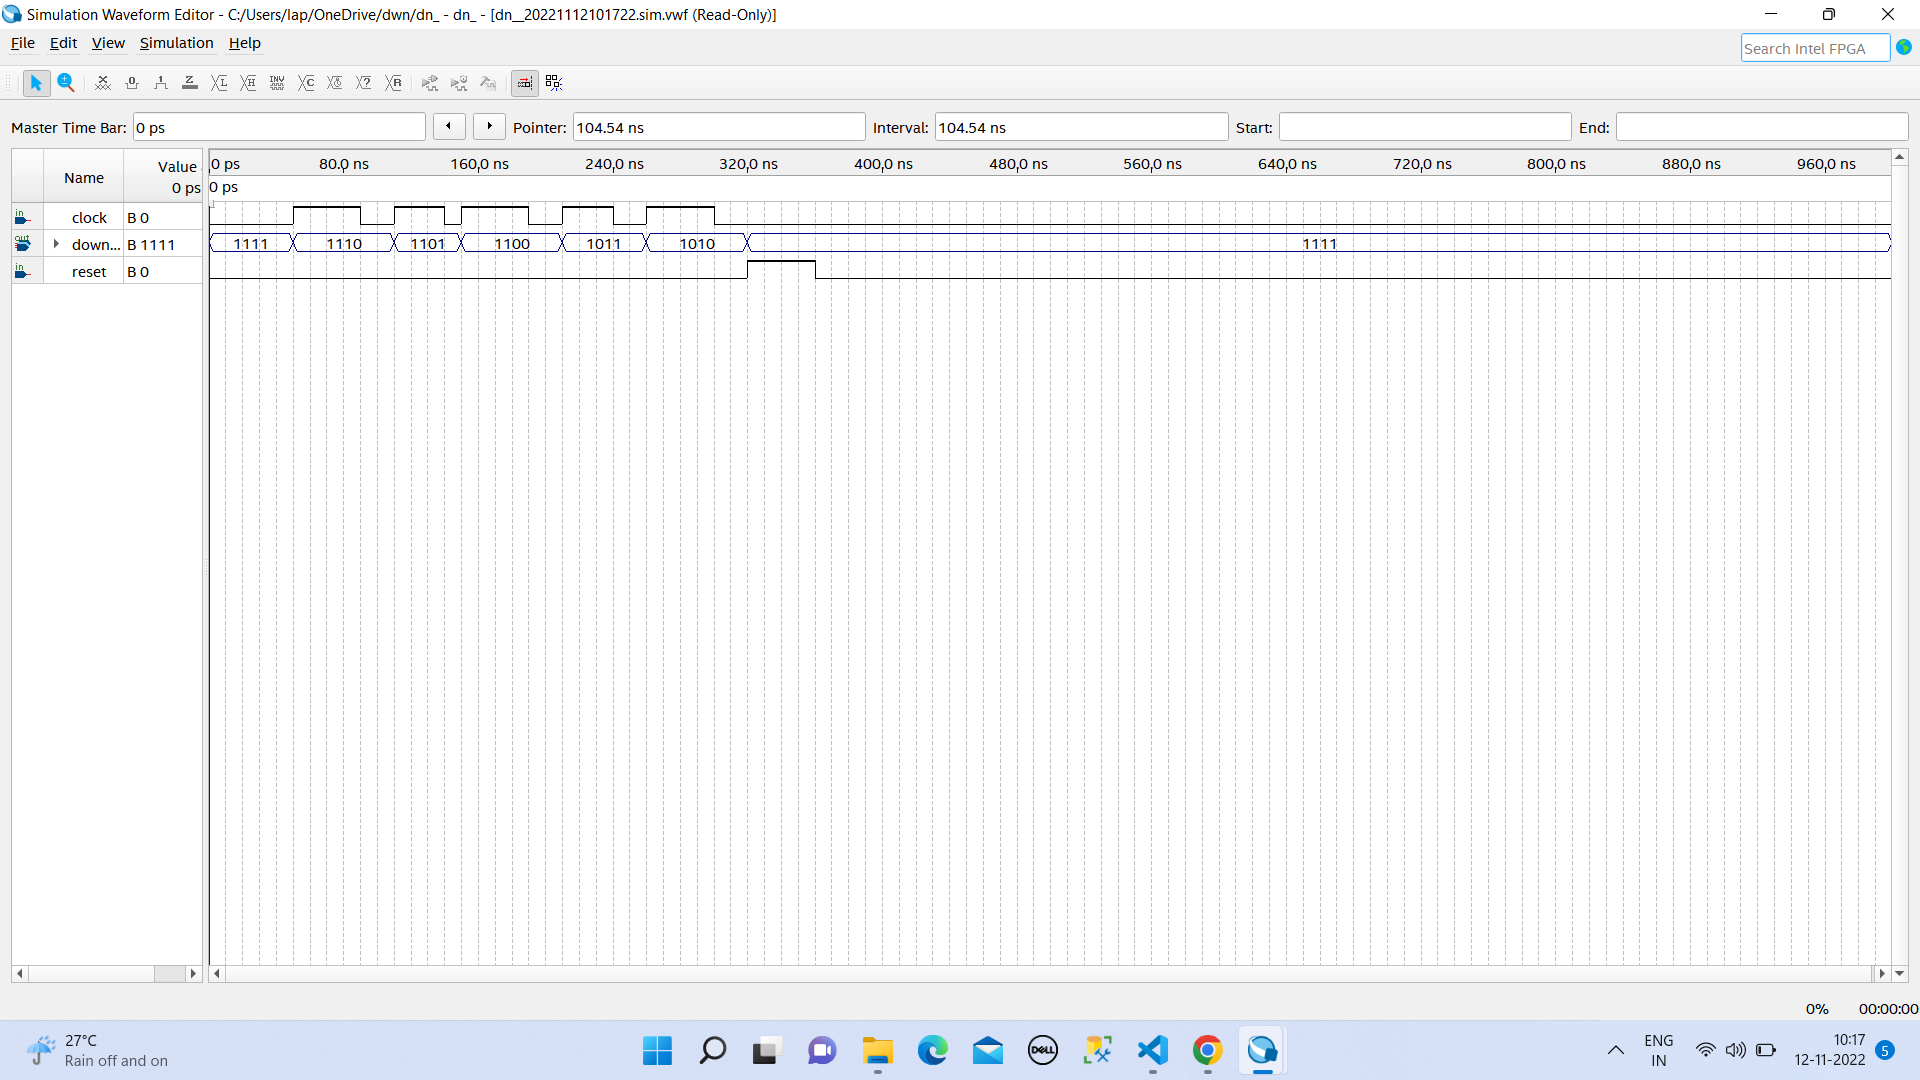 Simulation Waveform Editor - C:/Users/lap/OneDrive/dwn/dn_ - dn_ - [dn__20221112101722.sim.vwf (Read-Only)]
File Edit View Simulation Help
Search Intel FPGA
Master Time Bar: 0 ps Pointer: 104.54 ns Interval: 104.54 ns Start: End:
Name Value 0 ps
0 ps 80.0 ns 160.0 ns 240.0 ns 320.0 ns 400.0 ns 480.0 ns 560.0 ns 640.0 ns 720.0 ns 800.0 ns 880.0 ns 960.0 ns
0 ps
clock B 0
down... B 1111 1111 1110 1101 1100 1011 1010 1111
reset B 0
0% 00:00:00
27°C
Rain off and on
DELL
ENG
IN
10:17
12-11-2022
5